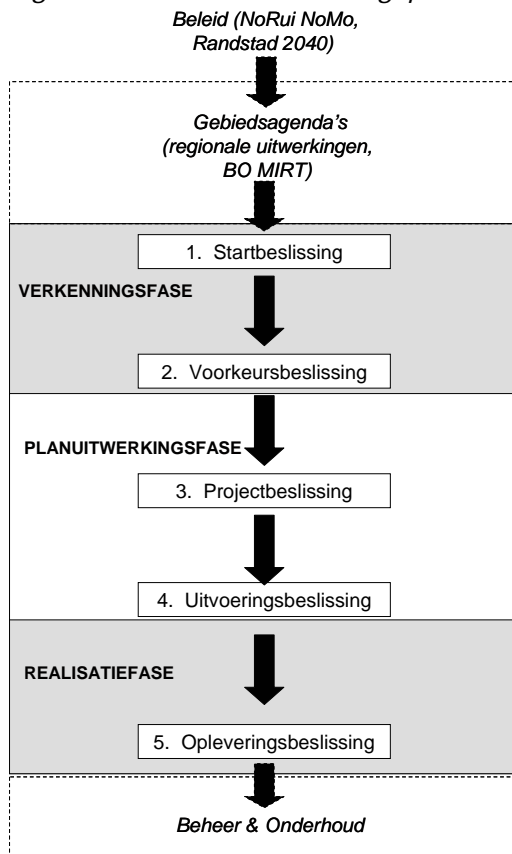 Beleid (NoRui NoMo,
Randstad 2040)
Gebiedsagenda's
(regionale uitwerkingen,
BO MIRT)
1. Startbeslissing
VERKENNINGSFASE
2. Voorkeursbeslissing
PLANUITWERKINGSFASE
3. Projectbeslissing
4. Uitvoeringsbeslissing
REALISATIEFASE
5. Opleveringsbeslissing
Beheer & Onderhoud